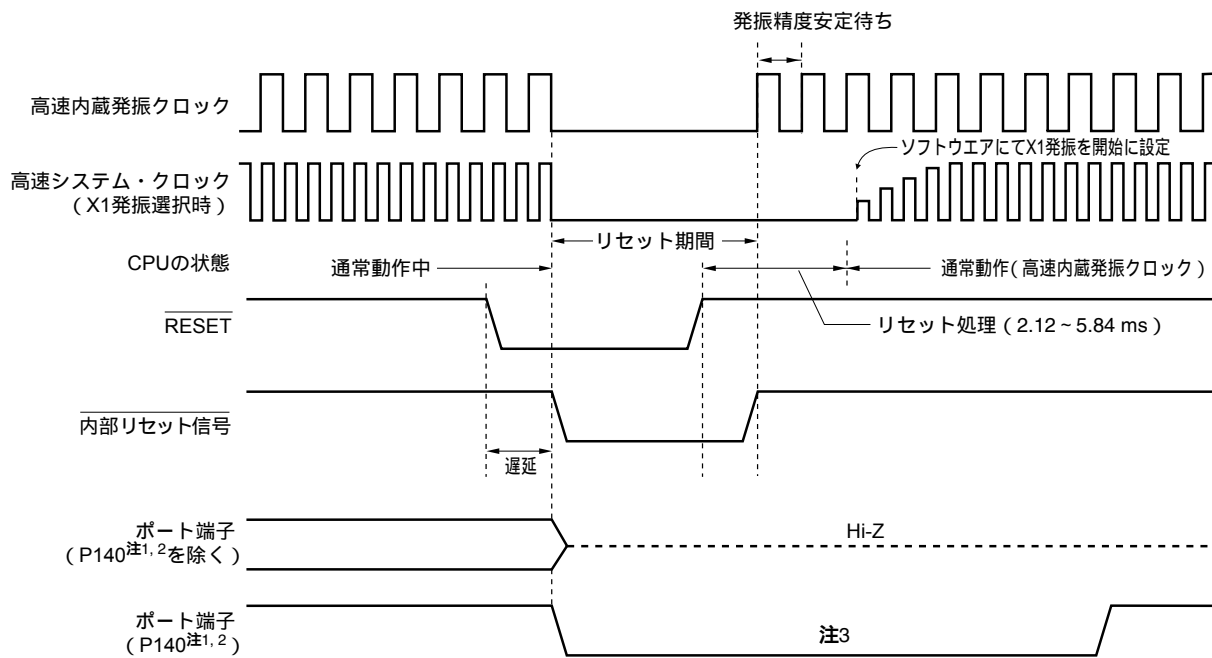 発振精度安定待ち
高速内蔵発振クロック
ソフトウエアにてX1発振を開始に設定
高速システム・クロック
（X1発振選択時）
リセット期間
CPUの状態
通常動作中
通常動作（高速内蔵発振クロック）
RESET
リセット処理（2.12～5.84 ms）
内部リセット信号
遅延
ポート端子
（P140注1, 2を除く）
Hi-Z
ポート端子
（P140注1, 2）
注3